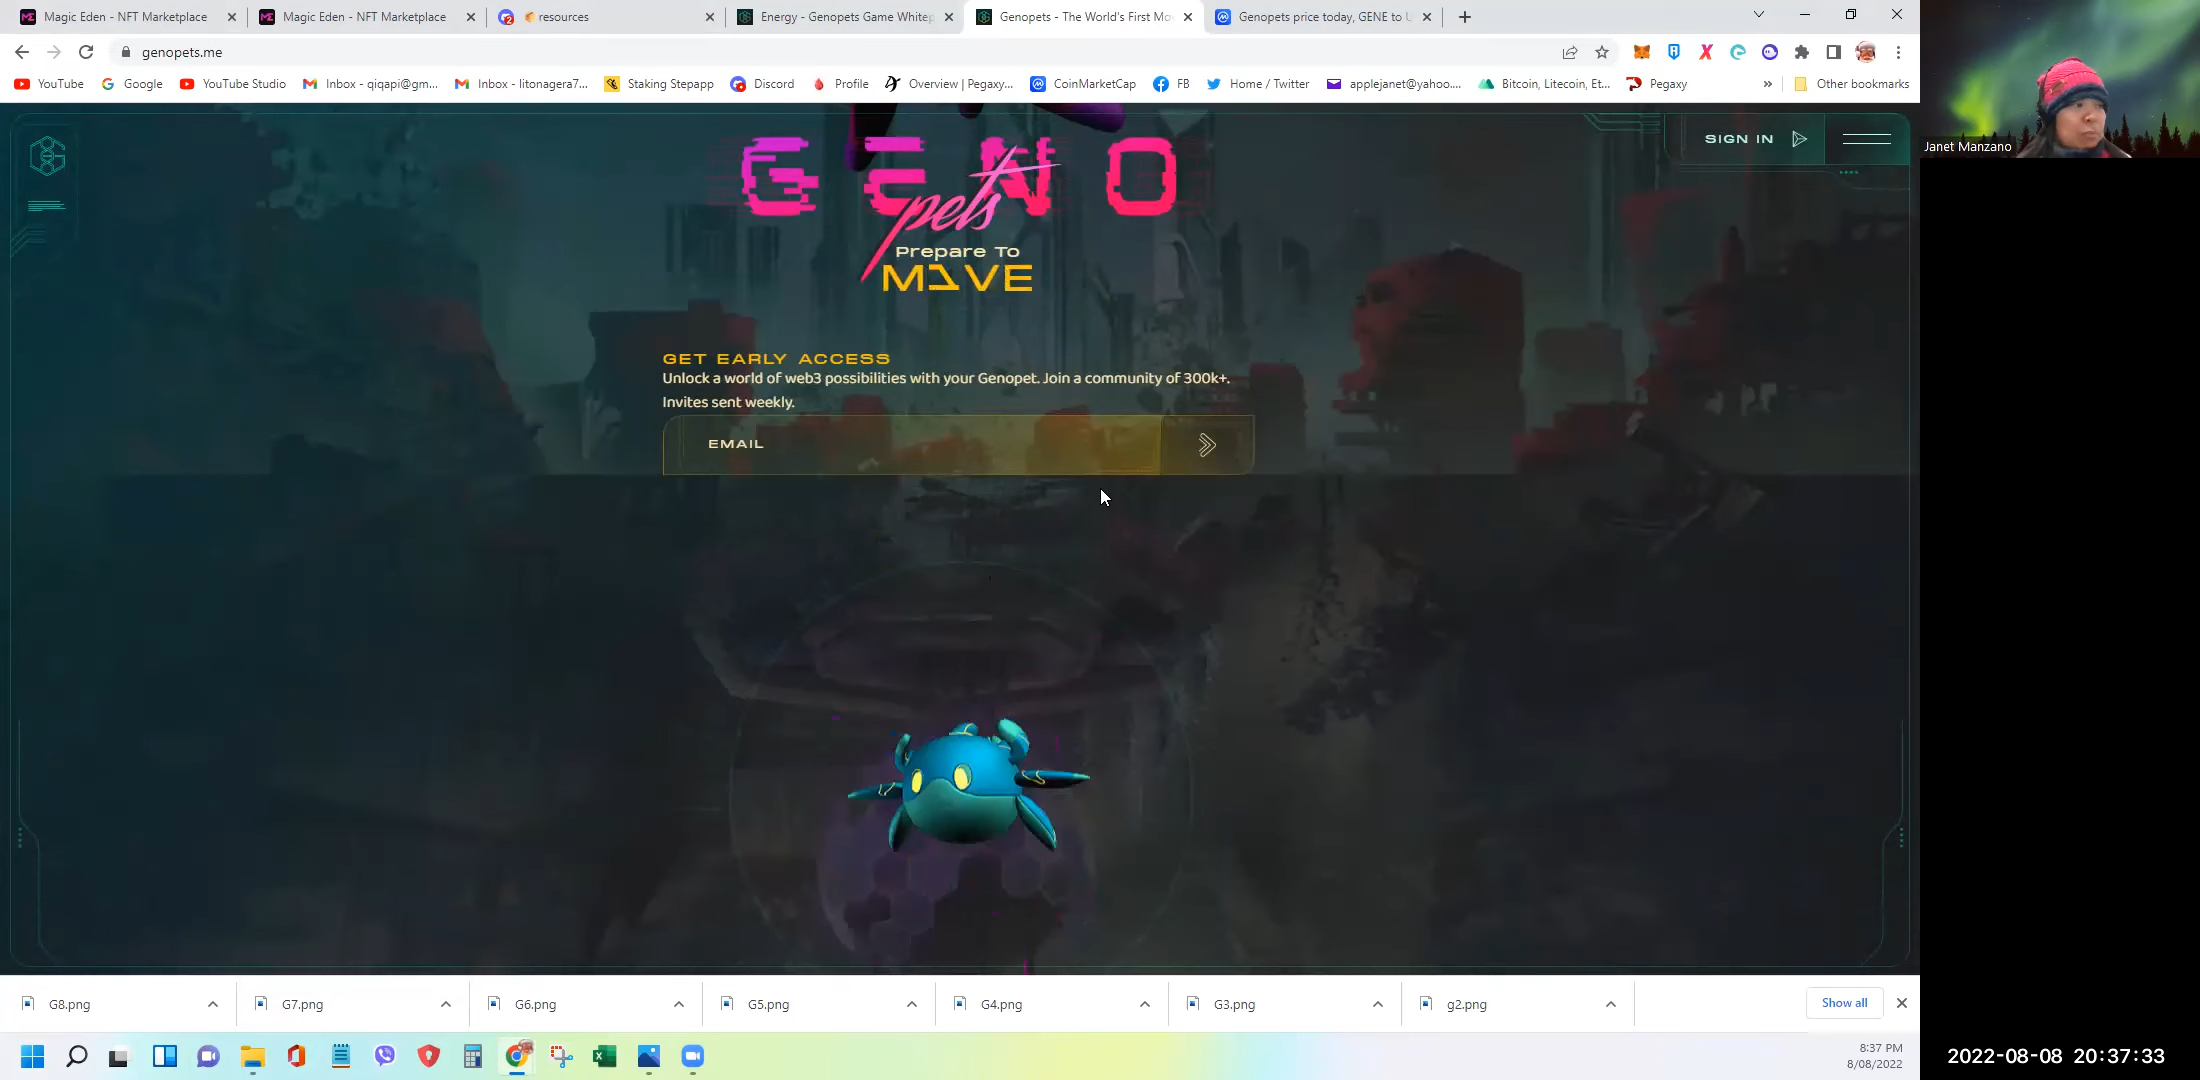 Magic Eden - NFT Marketplace
Magic Eden - NFT Marketplace
resources
Energy - Genopets Game Whitep
Genopets - The World's First Mo
Genopets price today, GENE to U
genopets.me
YouTube
Google
YouTube Studio
Inbox - qiqapi@gm...
Inbox - litonagera7...
Staking Stepapp
Discord
Profile
Overview | Pegaxy...
CoinMarketCap
FB
Home / Twitter
applejanet@yahoo....
Bitcoin, Litecoin, Et...
Pegaxy
Other bookmarks
Janet Manzano
SIGN IN
GENO
pets
Prepare To
MOVE
GET EARLY ACCESS
Unlock a world of web3 possibilities with your Genopet. Join a community of 300k+.
Invites sent weekly.
EMAIL
G8.png
G7.png
G6.png
G5.png
G4.png
G3.png
g2.png
Show all
8:37 PM
8/08/2022
2022-08-08 20:37:33